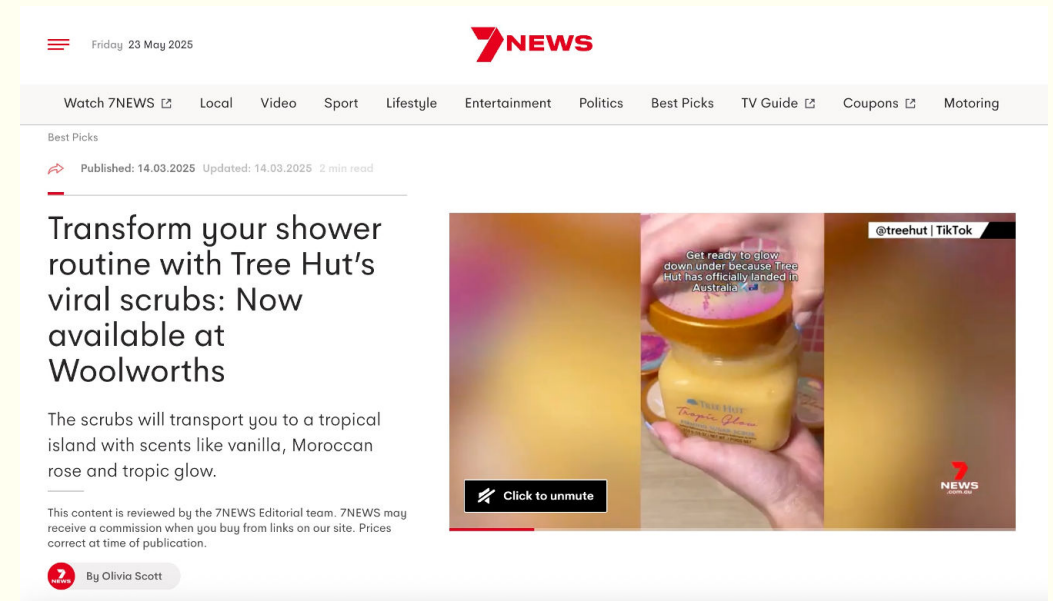 Friday 23 May 2025
7NEWS
Watch 7NEWS Local Video Sport Lifestyle Entertainment Politics Best Picks TV Guide Coupons Motoring
Best Picks
Published: 14.03.2025 Updated: 14.03.2025 2 min read
Transform your shower
routine with Tree Hut's
viral scrubs: Now
available at
Woolworths
The scrubs will transport you to a tropical
island with scents like vanilla, Moroccan
rose and tropic glow.
This content is reviewed by the 7NEWS Editorial team. 7NEWS may
receive a commission when you buy from links on our site. Prices
correct at time of publication.
7NEWS
By Olivia Scott
@treehut | TikTok
Get ready to glow
down under because Tree
Hut has officially landed in
Australia
TREE HUT
Tropic Glow
7NEWS
.com.au
Click to unmute